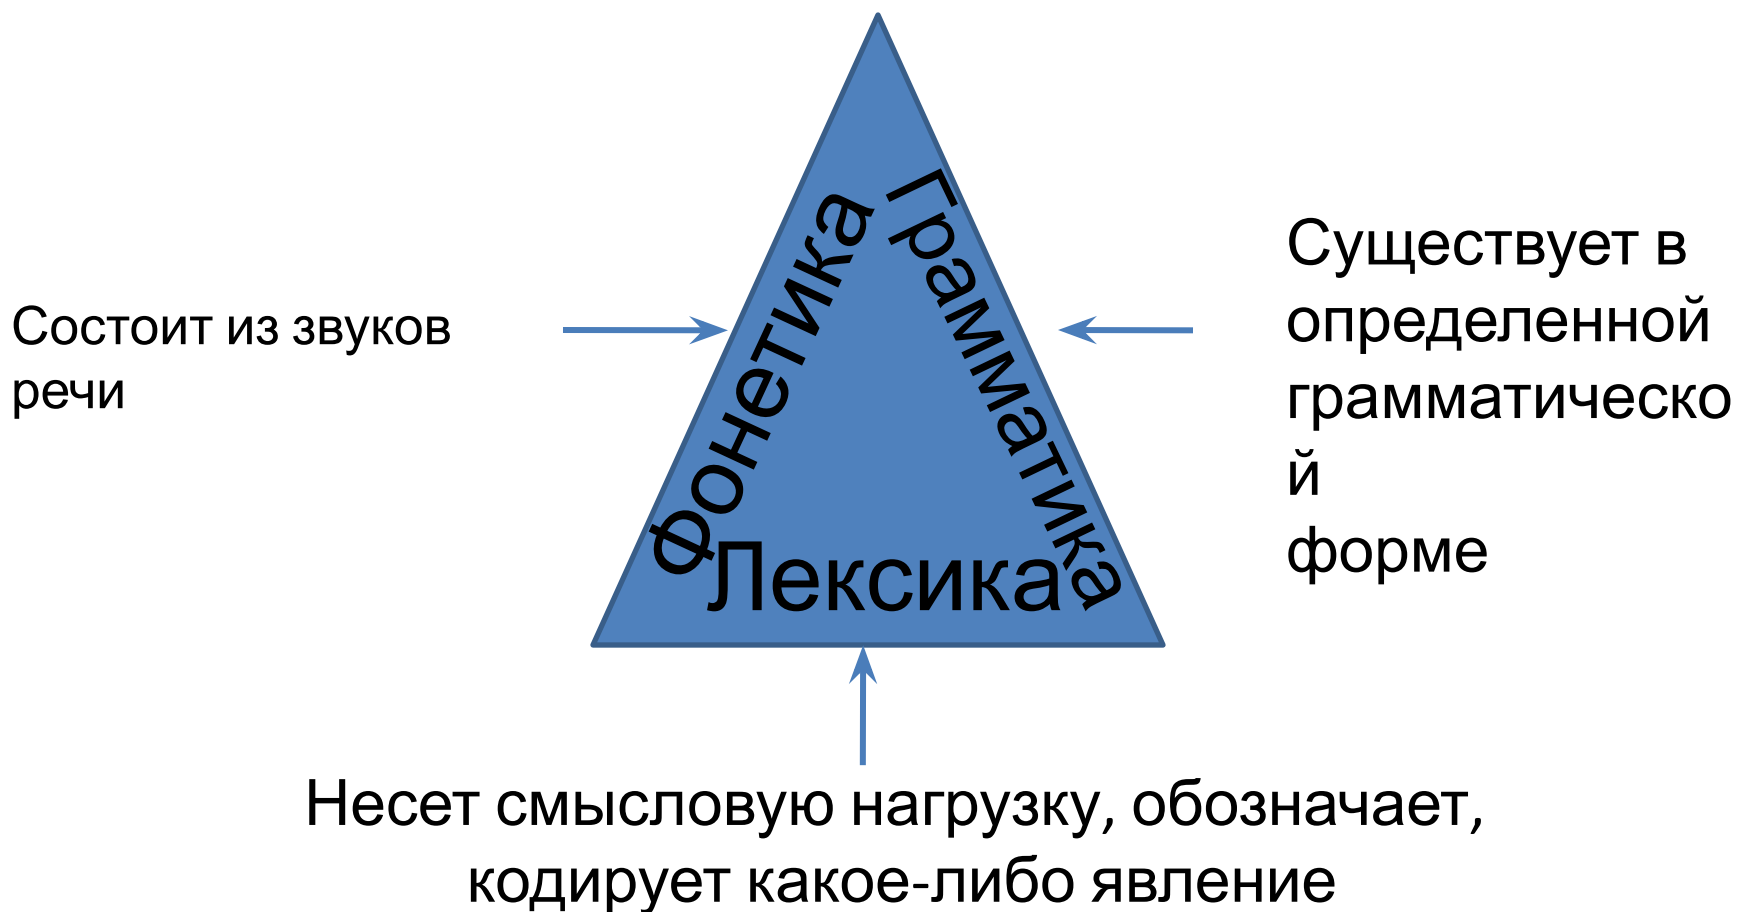 Фонетика
Грамматика
Лексика
Состоит из звуков
речи
Существует в
определенной
грамматическо
й
форме
Несет смысловую нагрузку, обозначает,
кодирует какое-либо явление